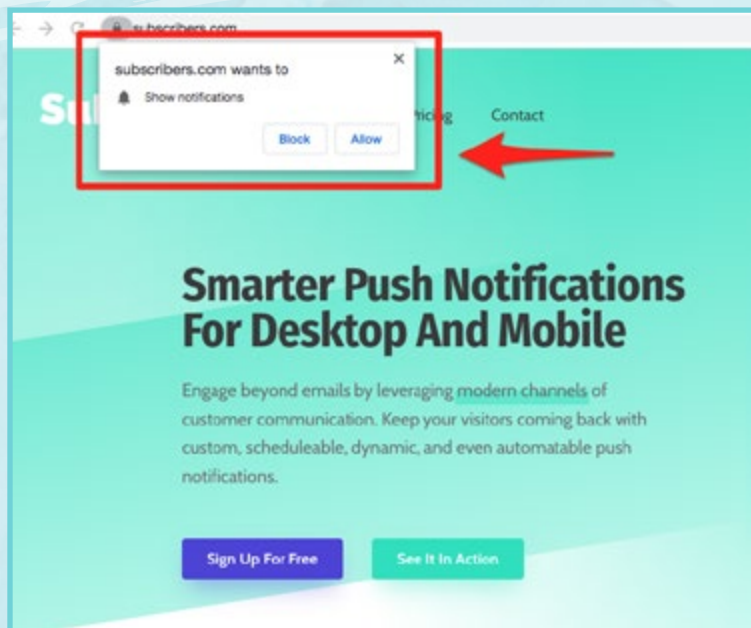 subscribers.com
subscribers.com wants to
Show notifications
Block Allow
Su
Pricing Contact
Smarter Push Notifications
For Desktop And Mobile
Engage beyond emails by leveraging modern channels of
customer communication. Keep your visitors coming back with
custom, scheduleable, dynamic, and even automatable push
notifications.
Sign Up For Free See It In Action